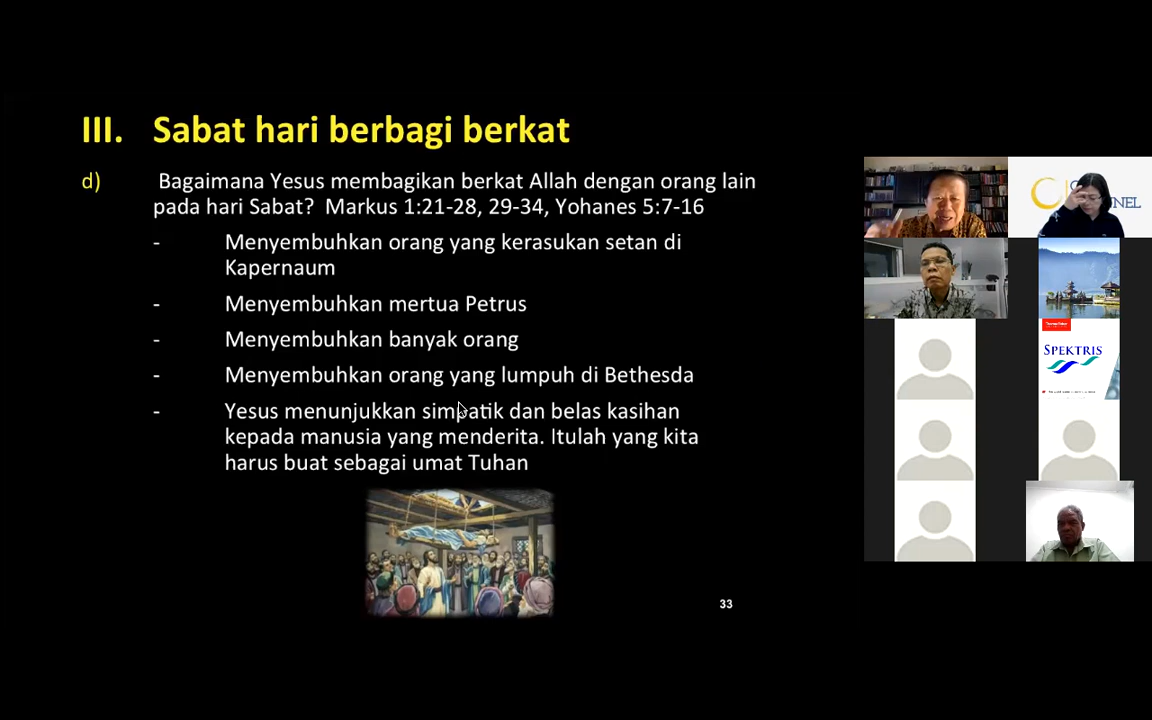 III. Sabat hari berbagi berkat
d) Bagaimana Yesus membagikan berkat Allah dengan orang lain
pada hari Sabat? Markus 1:21-28, 29-34, Yohanes 5:7-16
- Menyembuhkan orang yang kerasukan setan di
Kapernaum
- Menyembuhkan mertua Petrus
- Menyembuhkan banyak orang
- Menyembuhkan orang yang lumpuh di Bethesda
- Yesus menunjukkan simpatik dan belas kasihan
kepada manusia yang menderita. Itulah yang kita
harus buat sebagai umat Tuhan
33
SPEKTRIS